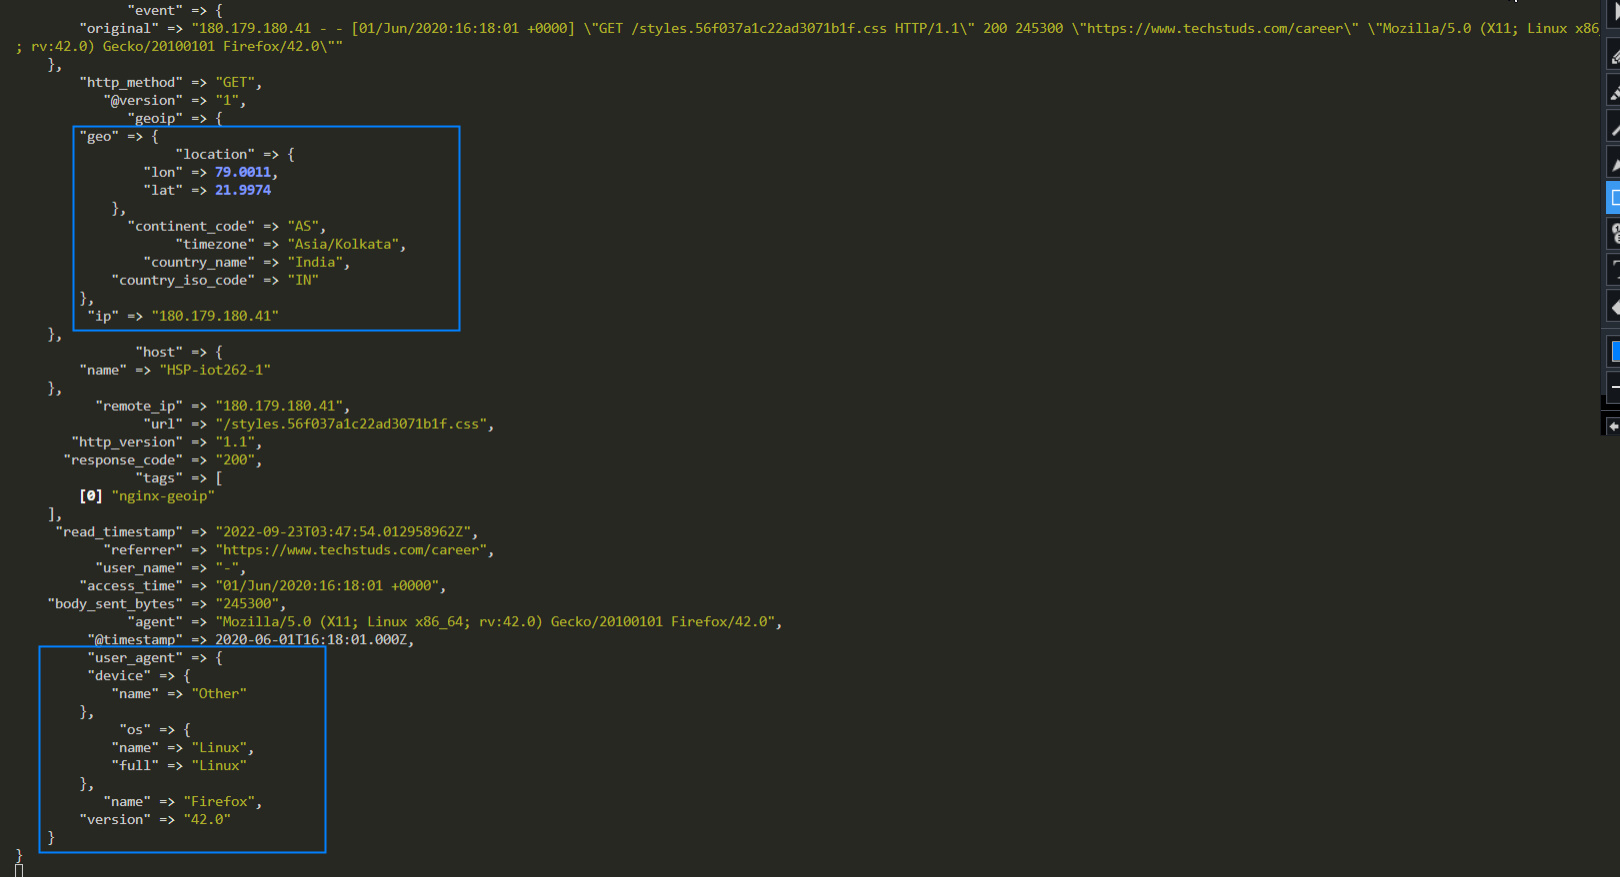 "event" => {
"original" => "180.179.180.41 - - [01/Jun/2020:16:18:01 +0000] \"GET /styles.56f037a1c22ad3071b1f.css HTTP/1.1\" 200 245300 \"https://www.techstuds.com/career\" \"Mozilla/5.0 (X11; Linux x86_
; rv:42.0) Gecko/20100101 Firefox/42.0\""
},
"http_method" => "GET",
"@version" => "1",
"geoip" => {
"geo" => {
"location" => {
"lon" => 79.0011,
"lat" => 21.9974
},
"continent_code" => "AS",
"timezone" => "Asia/Kolkata",
"country_name" => "India",
"country_iso_code" => "IN"
},
"ip" => "180.179.180.41"
},
"host" => {
"name" => "HSP-iot262-1"
},
"remote_ip" => "180.179.180.41",
"url" => "/styles.56f037a1c22ad3071b1f.css",
"http_version" => "1.1",
"response_code" => "200",
"tags" => [
[0] "nginx-geoip"
],
"read_timestamp" => "2022-09-23T03:47:54.012958962Z",
"referrer" => "https://www.techstuds.com/career",
"user_name" => "-",
"access_time" => "01/Jun/2020:16:18:01 +0000",
"body_sent_bytes" => "245300",
"agent" => "Mozilla/5.0 (X11; Linux x86_64; rv:42.0) Gecko/20100101 Firefox/42.0",
"@timestamp" => 2020-06-01T16:18:01.000Z,
"user_agent" => {
"device" => {
"name" => "Other"
},
"os" => {
"name" => "Linux",
"full" => "Linux"
},
"name" => "Firefox",
"version" => "42.0"
}
}